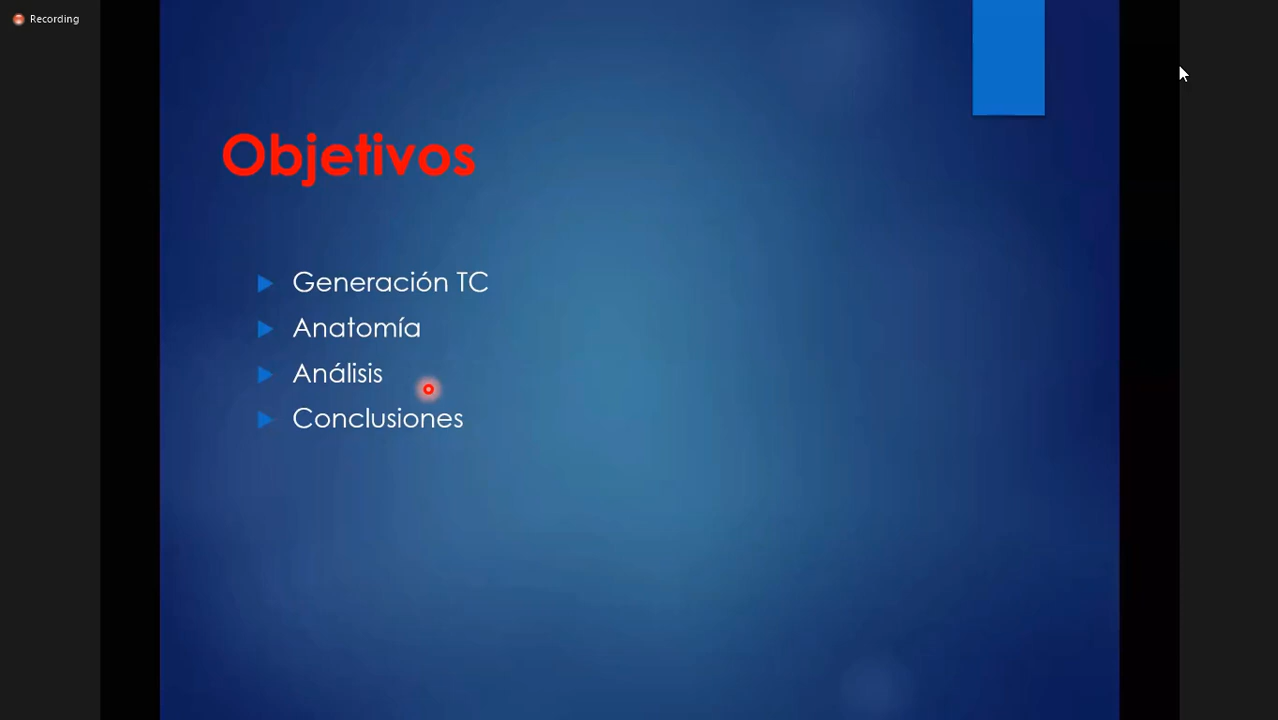 Recording
Objetivos
Generación TC
Anatomía
Análisis
Conclusiones